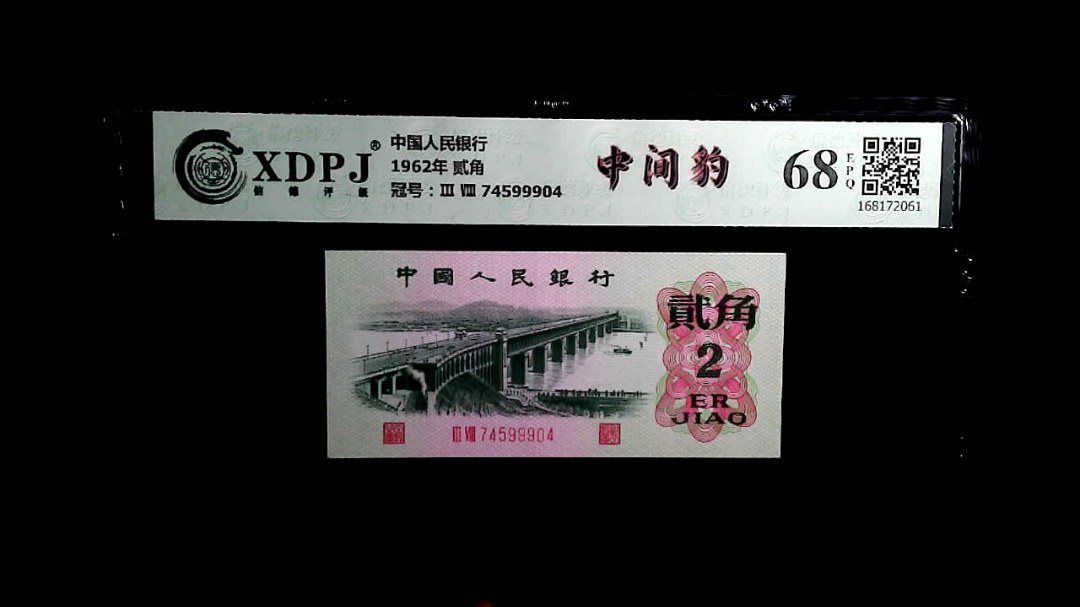 XDPJ®
信德评级
中国人民银行
1962年 贰角
冠号：Ⅲ Ⅷ 74599904
中间豹
68
EPQ
168172061
中國人民銀行
貳角
2
ER
JIAO
Ⅲ Ⅷ 74599904